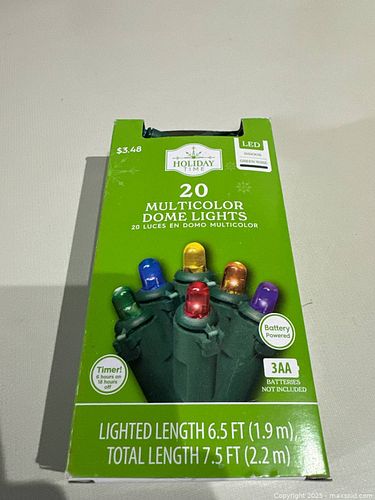 $3.48
HOLIDAY
TIME
LED
INDOOR
GREEN WIRE
20
MULTICOLOR
DOME LIGHTS
20 LUCES EN DOMO MULTICOLOR
Battery
Powered
Timer!
6 hours on
18 hours
off
3AA
BATTERIES
NOT INCLUDED
LIGHTED LENGTH 6.5 FT (1.9 m)
TOTAL LENGTH 7.5 FT (2.2 m)
Copyright 2025 - maxsold.com